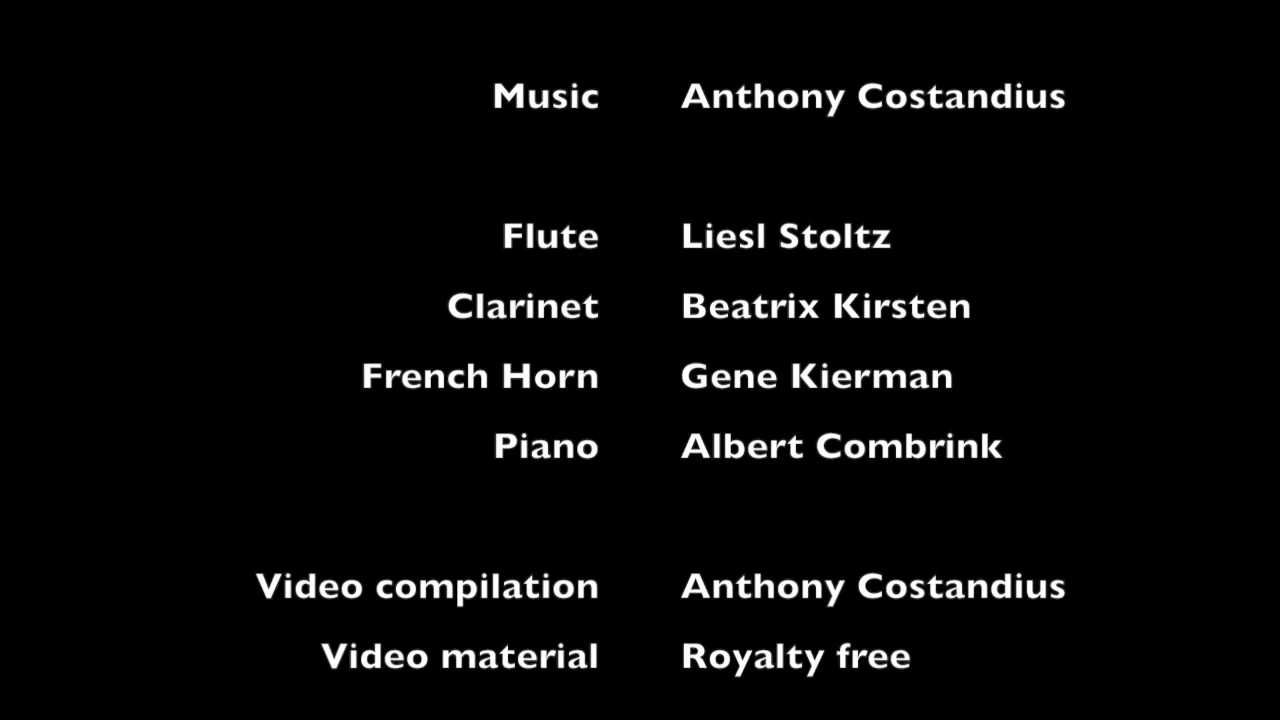 Music Anthony Costandius
Flute Liesl Stoltz
Clarinet Beatrix Kirsten
French Horn Gene Kierman
Piano Albert Combrink
Video compilation Anthony Costandius
Video material Royalty free